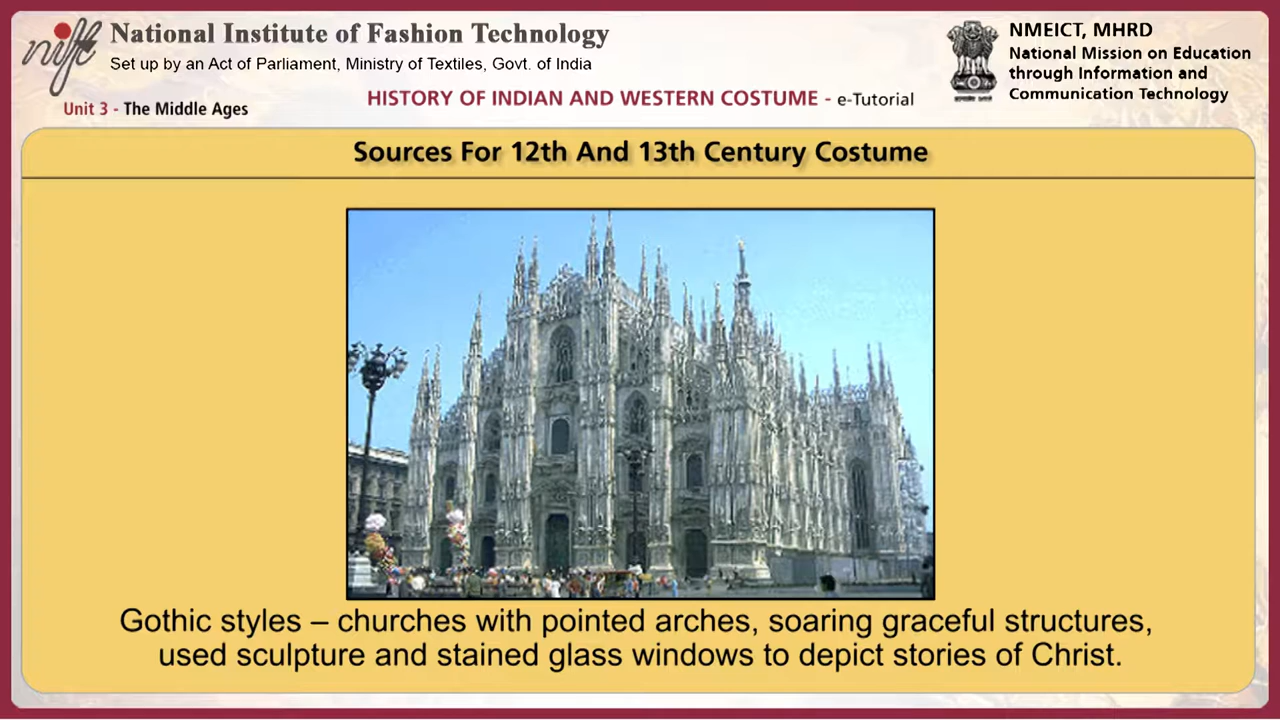 nift
National Institute of Fashion Technology
Set up by an Act of Parliament, Ministry of Textiles, Govt. of India
NMEICT, MHRD
National Mission on Education
through Information and
Communication Technology
Unit 3 - The Middle Ages
HISTORY OF INDIAN AND WESTERN COSTUME - e-Tutorial
Sources For 12th And 13th Century Costume
Gothic styles – churches with pointed arches, soaring graceful structures,
used sculpture and stained glass windows to depict stories of Christ.